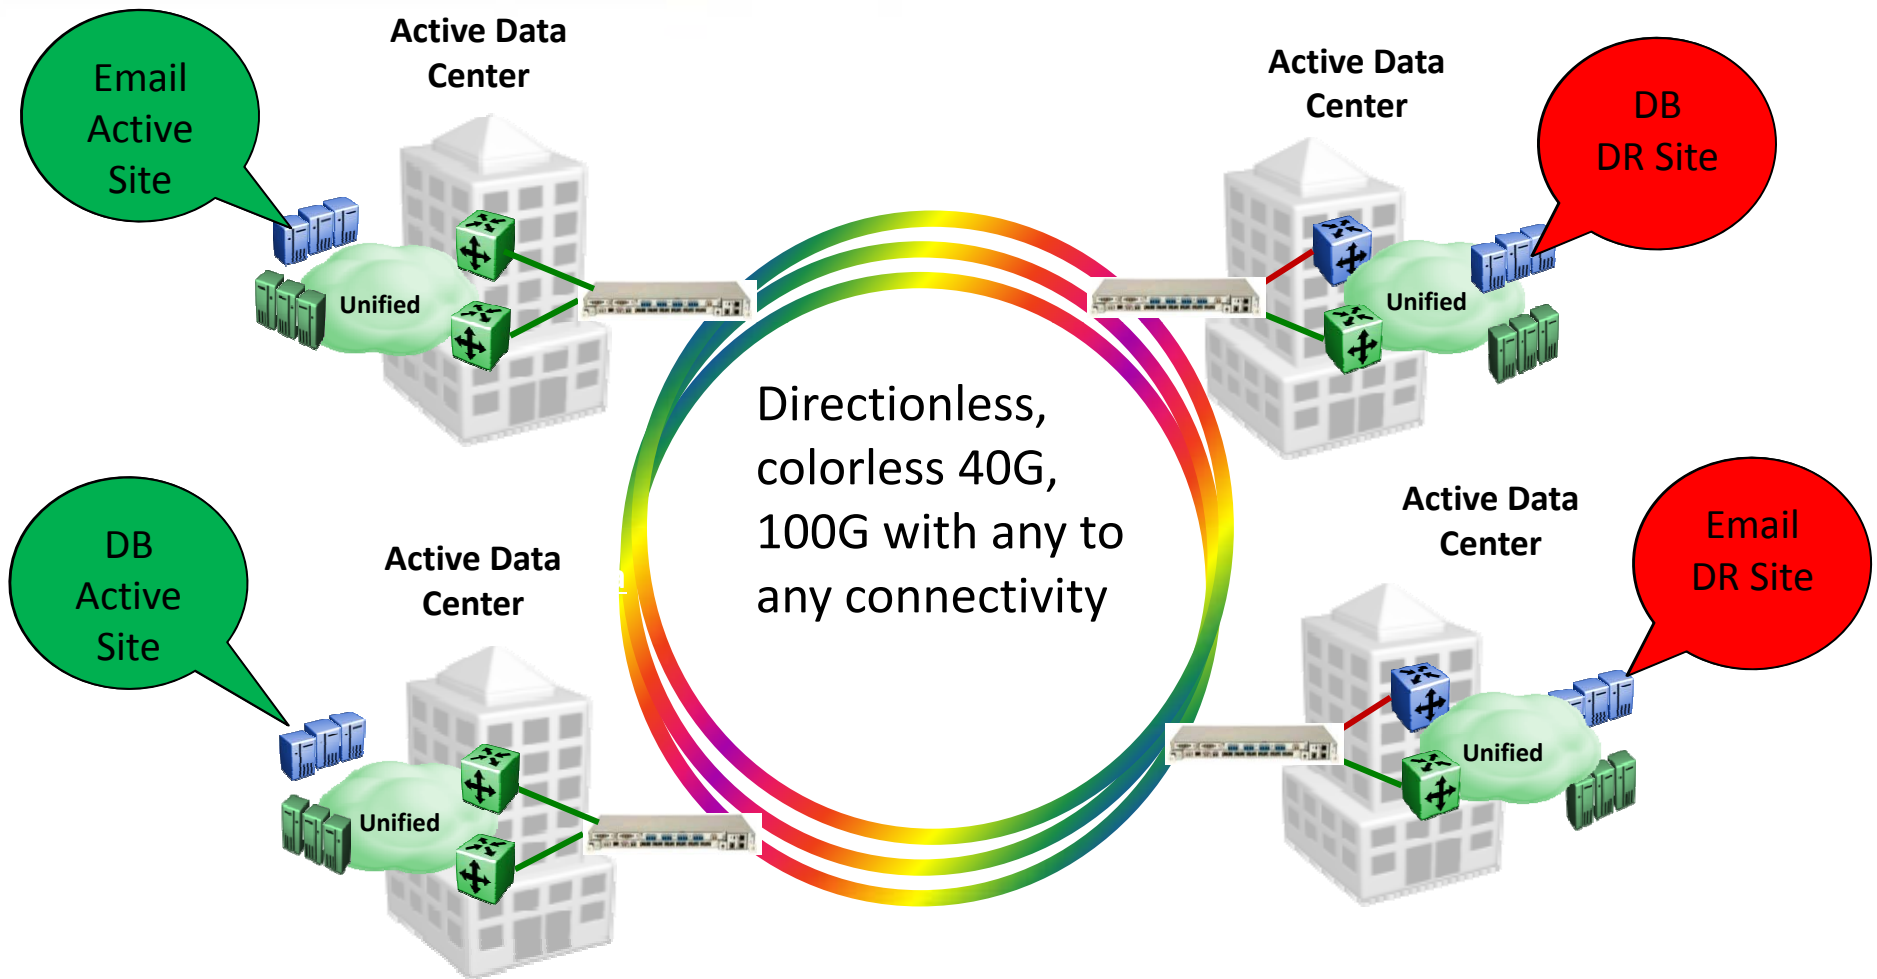 Active Data
Center
Email
Active
Site
Unified
Active Data
Center
DB
DR Site
Unified
Directionless,
colorless 40G,
100G with any to
any connectivity
DB
Active
Site
Active Data
Center
Unified
Active Data
Center
Email
DR Site
Unified